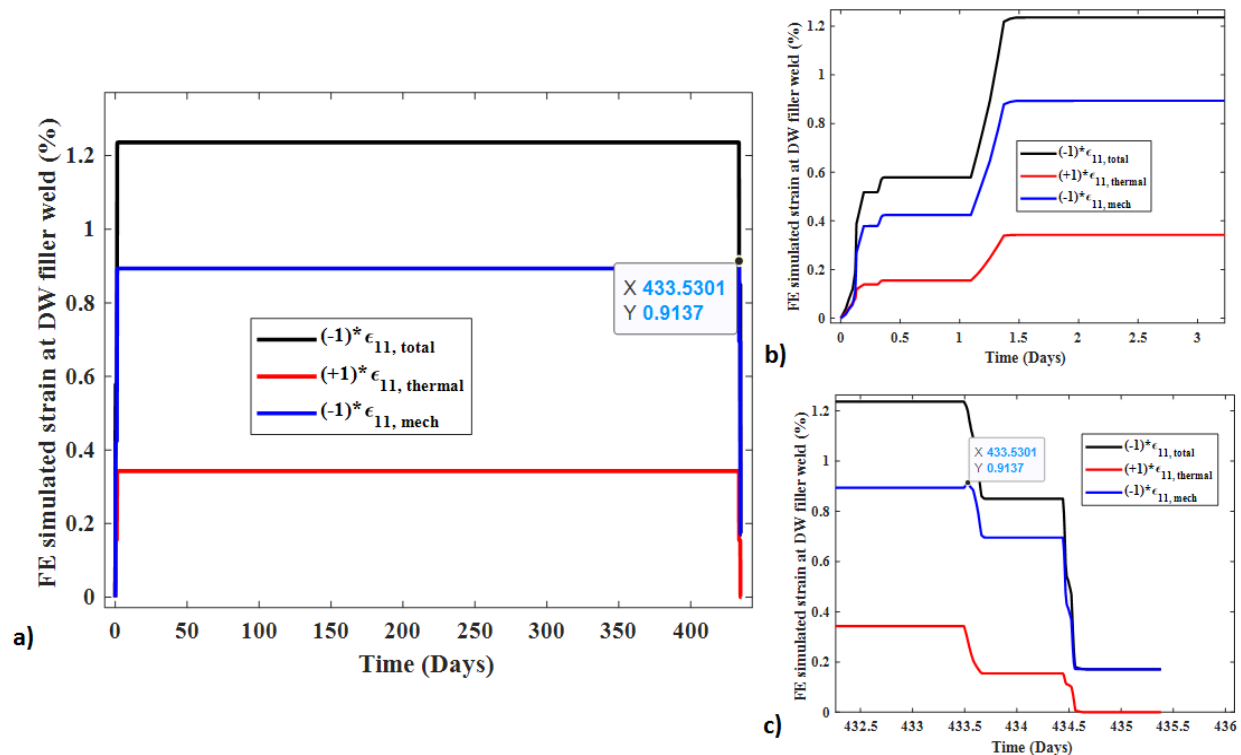 FE simulated strain at DW filler weld (%)
1.2
1
0.8
0.6
0.4
0.2
0
0 50 100 150 200 250 300 350 400
Time (Days)
(-1)*ϵ11, total
(+1)*ϵ11, thermal
(-1)*ϵ11, mech
X 433.5301
Y 0.9137
a)
FE simulated strain at DW filler weld (%)
1.2
1
0.8
0.6
0.4
0.2
0
0 0.5 1 1.5 2 2.5 3
Time (Days)
(-1)*ϵ11, total
(+1)*ϵ11, thermal
(-1)*ϵ11, mech
b)
FE simulated strain at DW filler weld (%)
1.2
1
0.8
0.6
0.4
0.2
0
432.5 433 433.5 434 434.5 435 435.5 436
Time (Days)
X 433.5301
Y 0.9137
(-1)*ϵ11, total
(+1)*ϵ11, thermal
(-1)*ϵ11, mech
c)